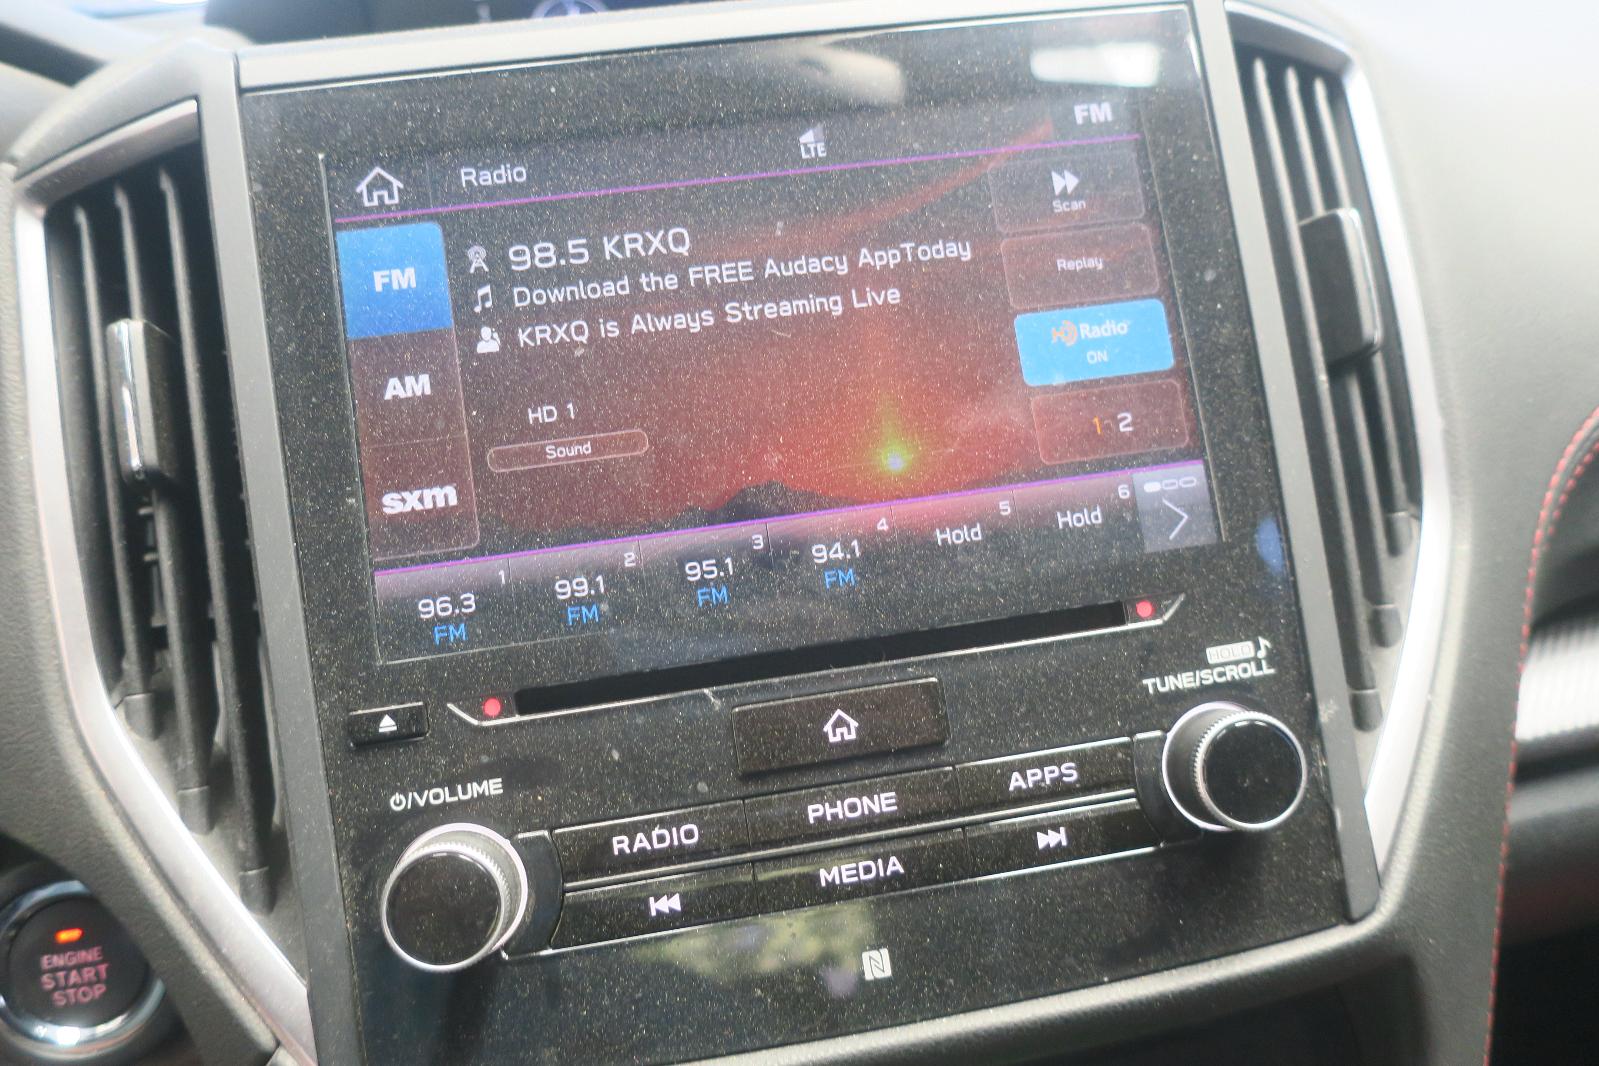 LTE
FM
Radio
Scan
FM
98.5 KRXQ
Download the FREE Audacy AppToday
KRXQ is Always Streaming Live
Replay
HD Radio
ON
AM
HD 1
Sound
1 2
sxm
1
2
3
4
5
6
96.3
FM
99.1
FM
95.1
FM
94.1
FM
Hold
Hold
HOLD
TUNE/SCROLL
/VOLUME
RADIO
PHONE
APPS
MEDIA
ENGINE
START
STOP
N